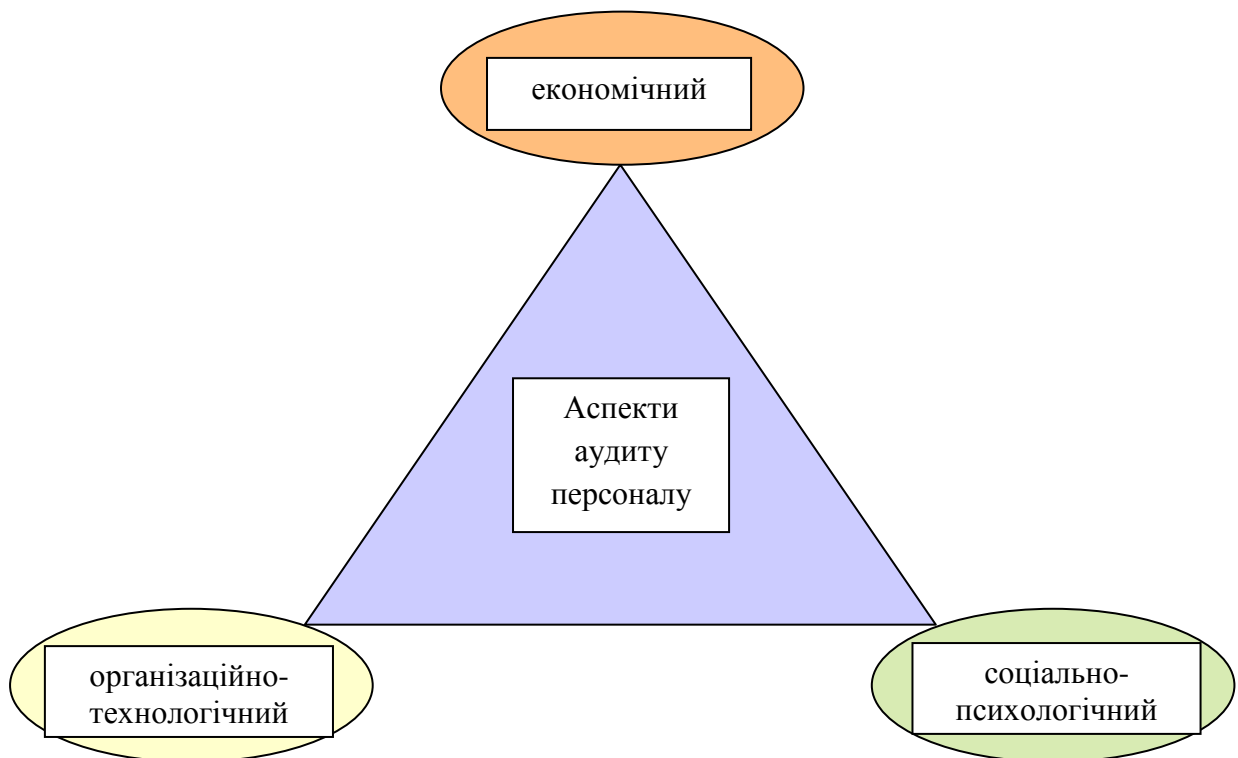 економічний
Аспекти
аудиту
персоналу
організаційно-
технологічний
соціально-
психологічний